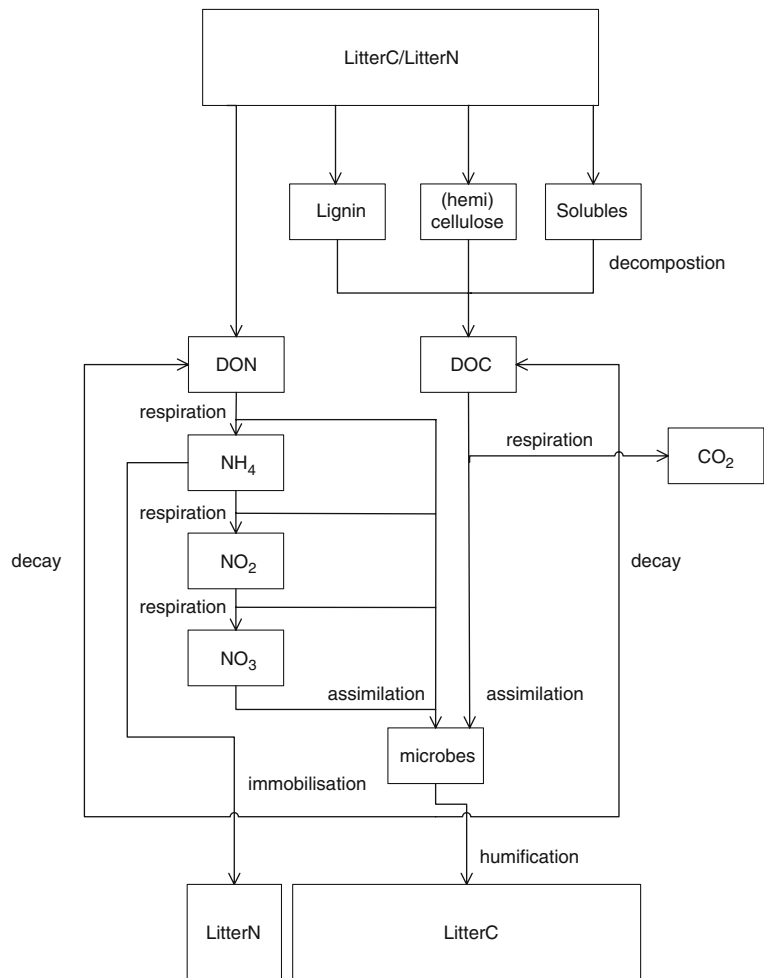 LitterC/LitterN
Lignin
(hemi)
cellulose
Solubles
decompostion
DON
DOC
respiration
respiration
NH₄
CO₂
respiration
decay
NO₂
decay
respiration
NO₃
assimilation
assimilation
microbes
immobilisation
humification
LitterN
LitterC